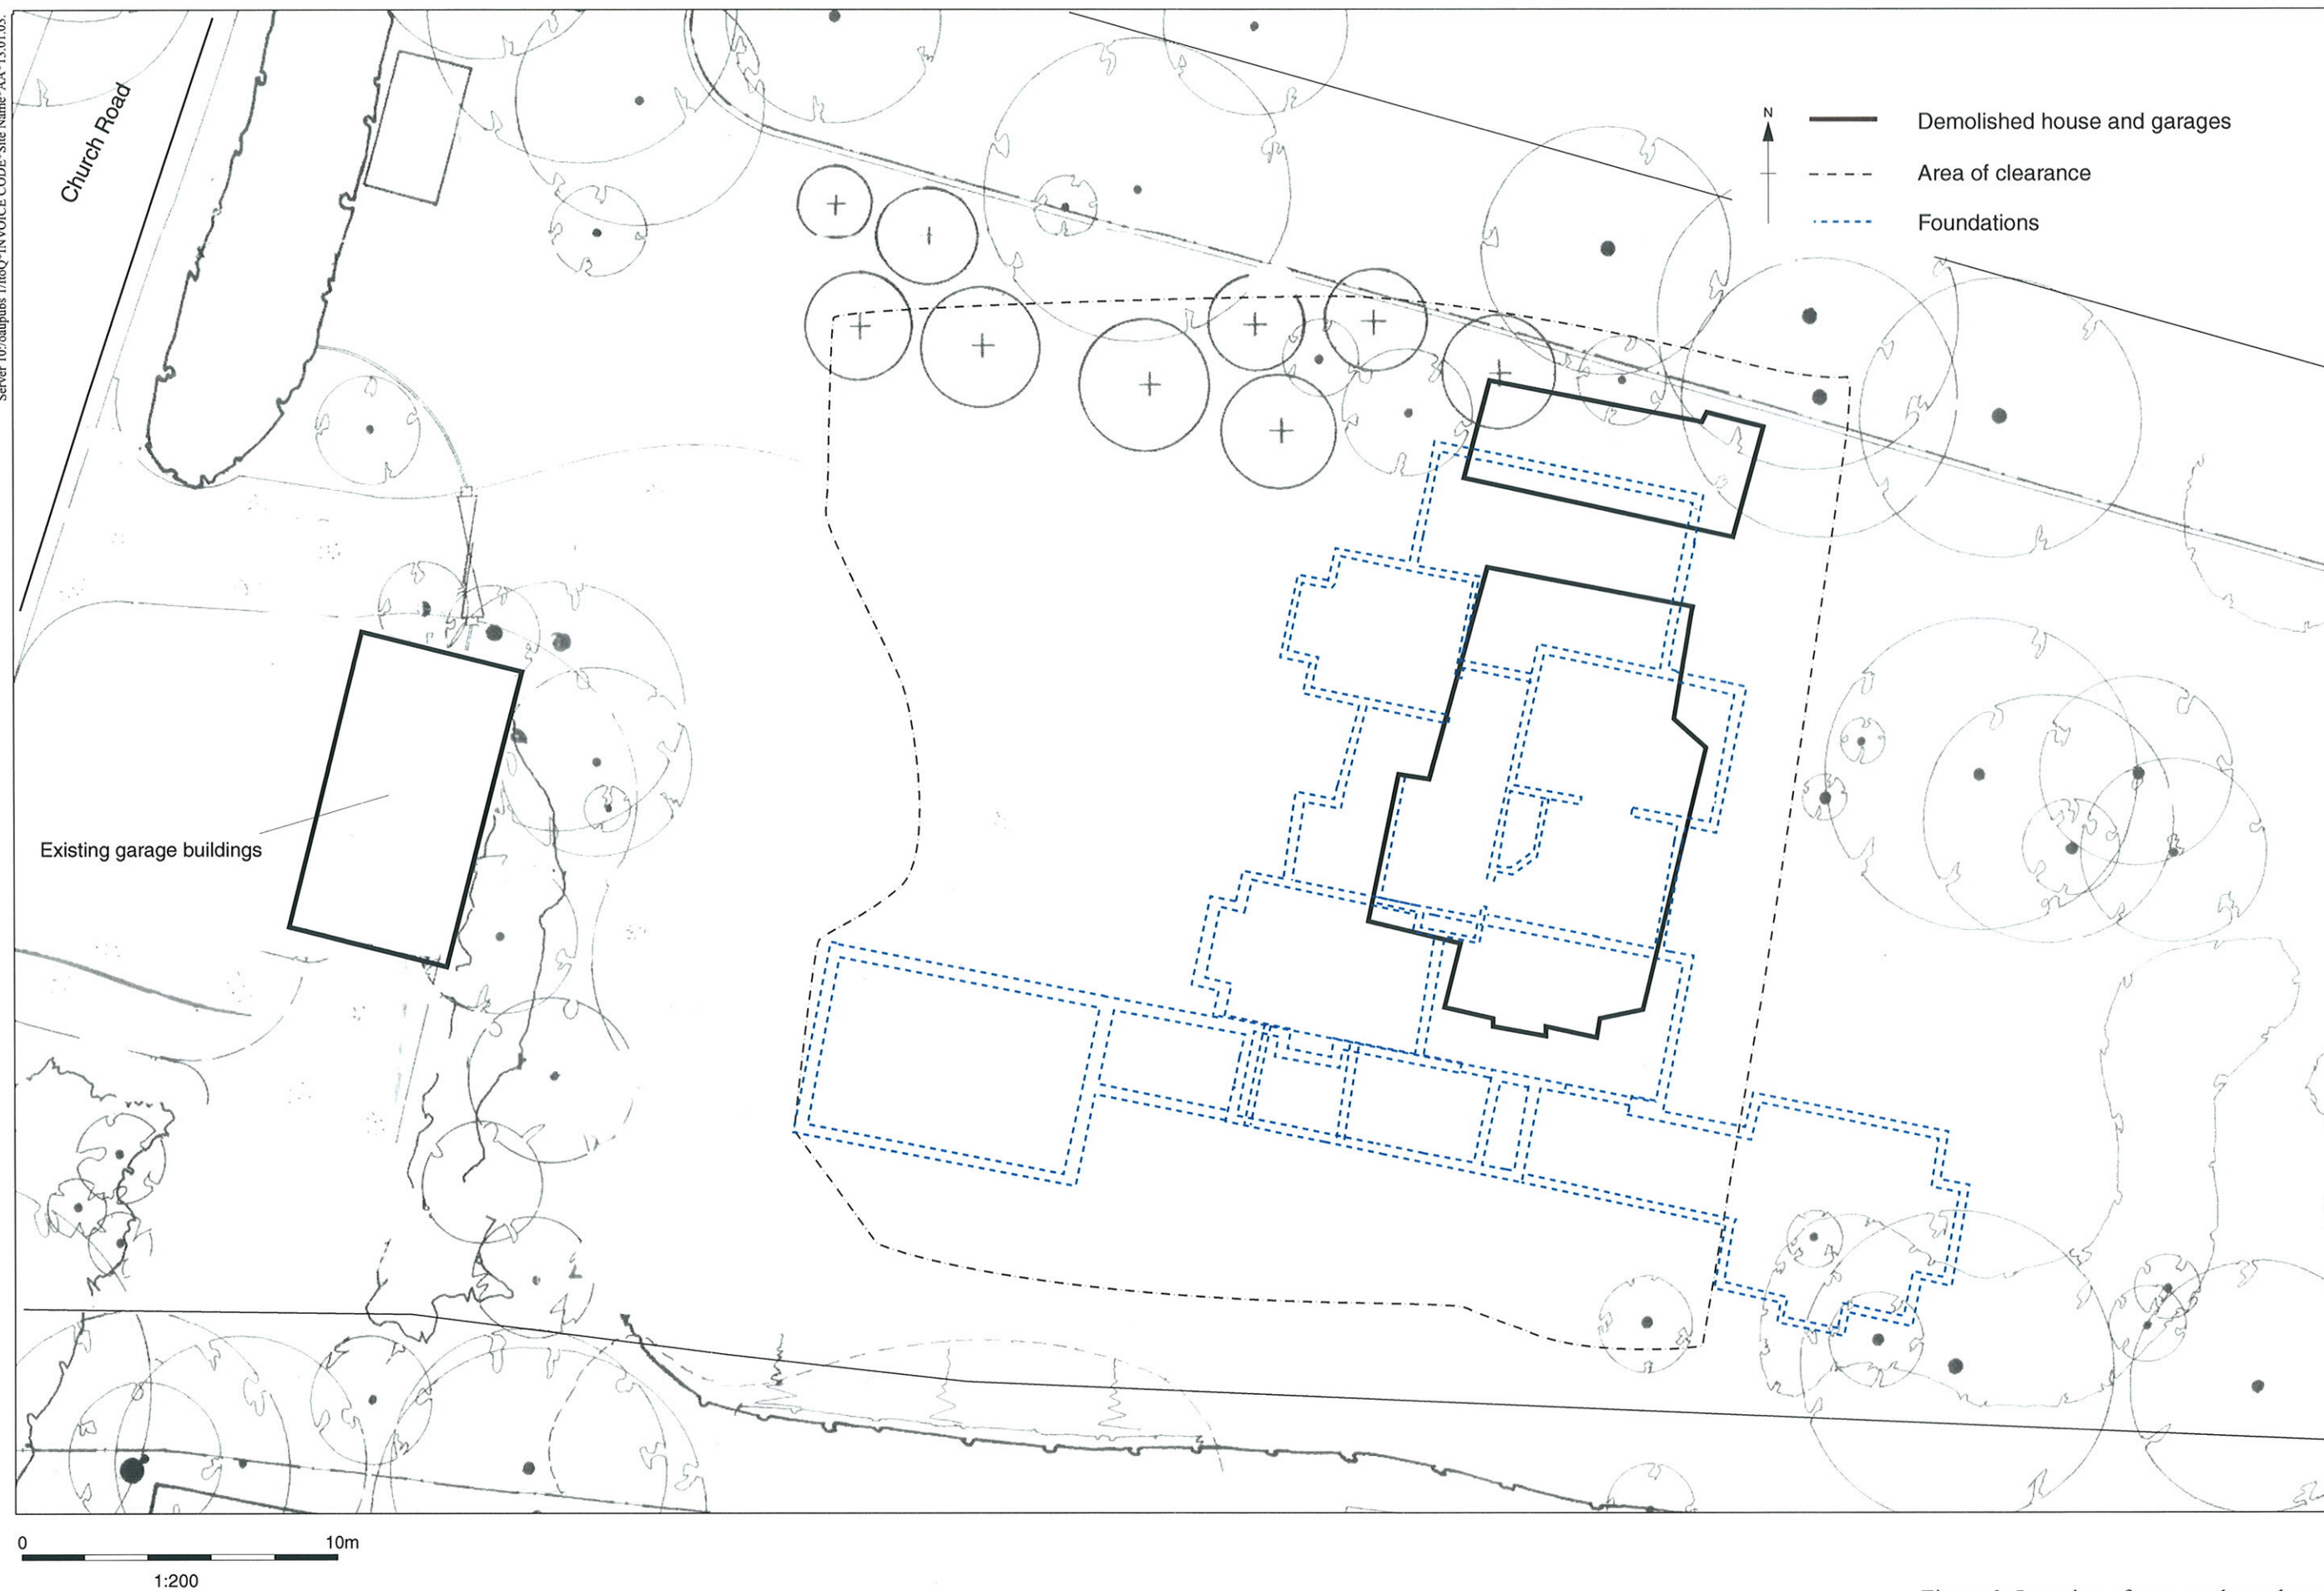 Church Road
N
Demolished house and garages
Area of clearance
Foundations
Existing garage buildings
0 10m
1:200